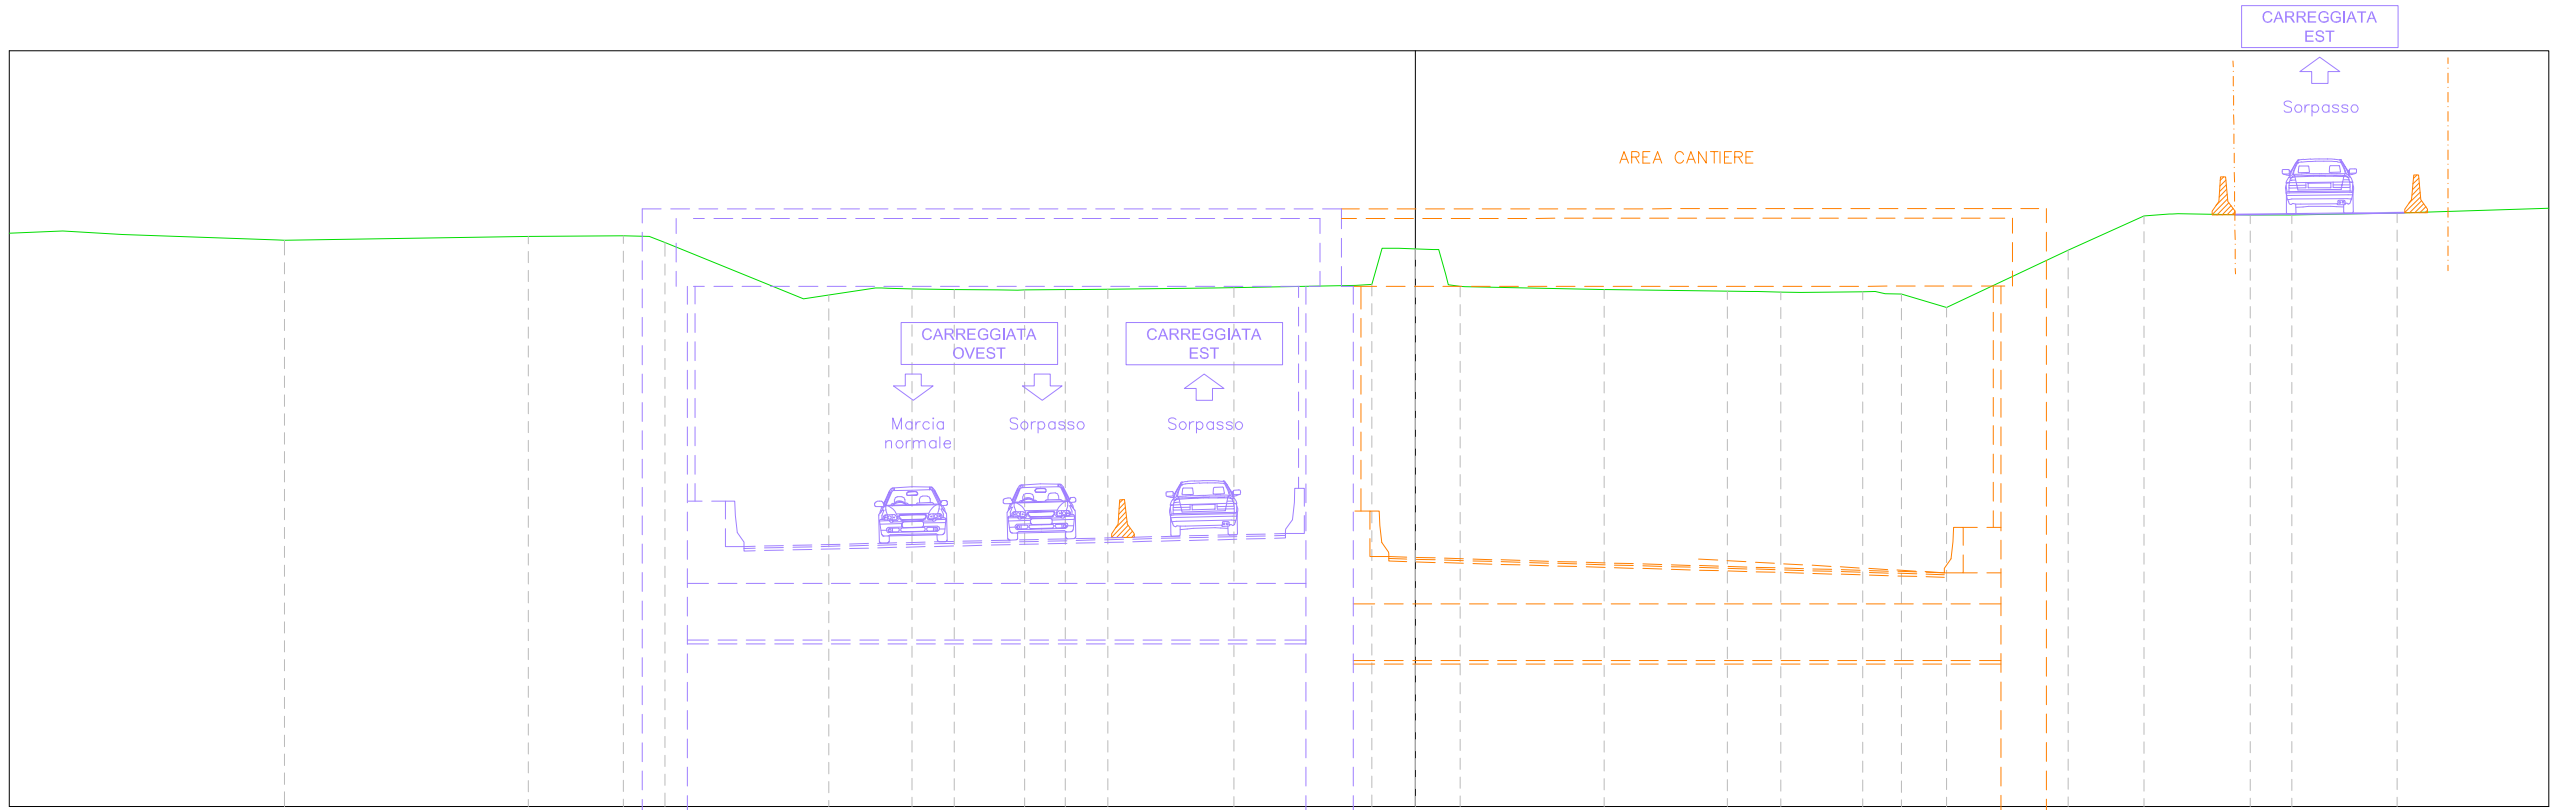 CARREGGIATA
EST
Sorpasso
AREA CANTIERE
CARREGGIATA
OVEST
CARREGGIATA
EST
Marcia
normale
Sorpasso
Sorpasso